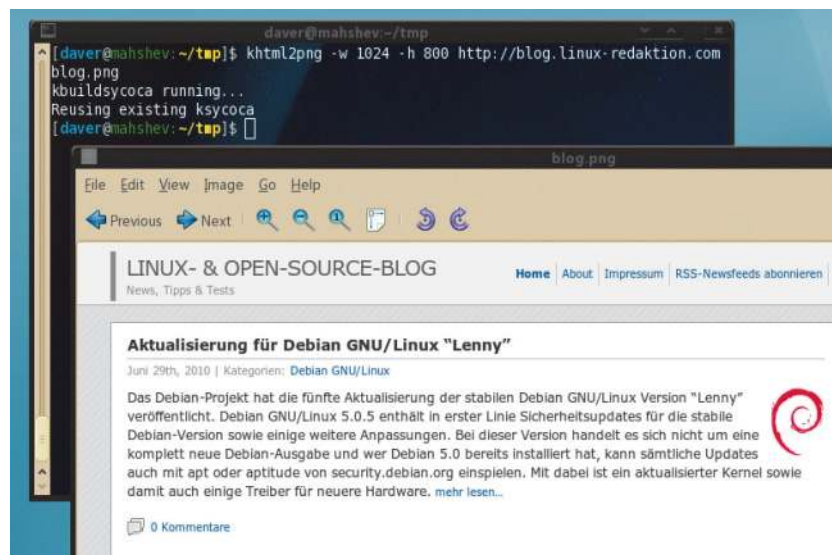 daver@mahshev:~/tmp
[daver@mahshev:~/tmp]$ khtml2png -w 1024 -h 800 http://blog.linux-redaktion.com
blog.png
kbuildsycoca running...
Reusing existing ksycoca
[daver@mahshev:~/tmp]$
blog.png
File Edit View Image Go Help
Previous Next
LINUX- & OPEN-SOURCE-BLOG
News, Tipps & Tests
Home About Impressum RSS-Newsfeeds abonnieren
Aktualisierung für Debian GNU/Linux “Lenny”
Juni 29th, 2010 | Kategorien: Debian GNU/Linux
Das Debian-Projekt hat die fünfte Aktualisierung der stabilen Debian GNU/Linux Version “Lenny”
veröffentlicht. Debian GNU/Linux 5.0.5 enthält in erster Linie Sicherheitsupdates für die stabile
Debian-Version sowie einige weitere Anpassungen. Bei dieser Version handelt es sich nicht um eine
komplett neue Debian-Ausgabe und wer Debian 5.0 bereits installiert hat, kann sämtliche Updates
auch mit apt oder aptitude von security.debian.org einspielen. Mit dabei ist ein aktualisierter Kernel sowie
damit auch einige Treiber für neuere Hardware. mehr lesen...
0 Kommentare